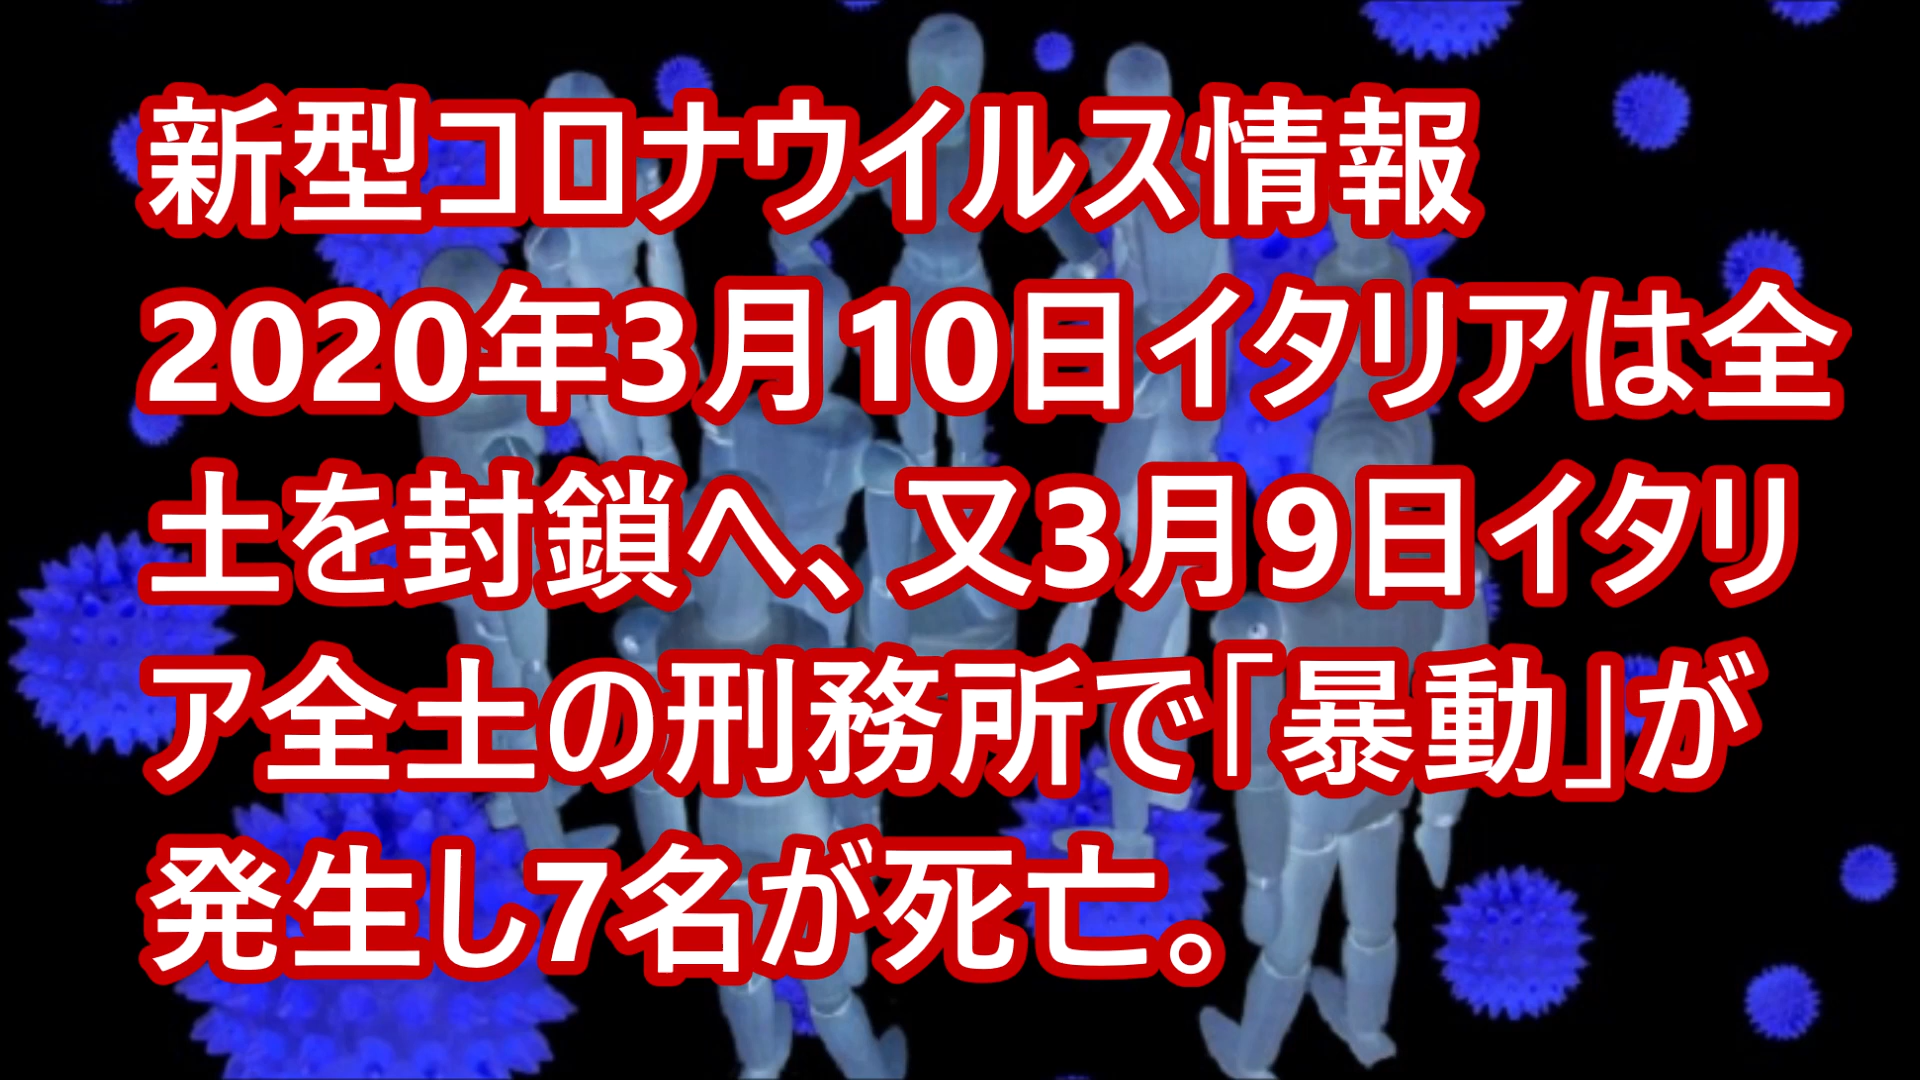 新型コロナウイルス情報
2020年3月10日イタリアは全
土を封鎖へ、又3月9日イタリ
ア全土の刑務所で「暴動」が
発生し7名が死亡。